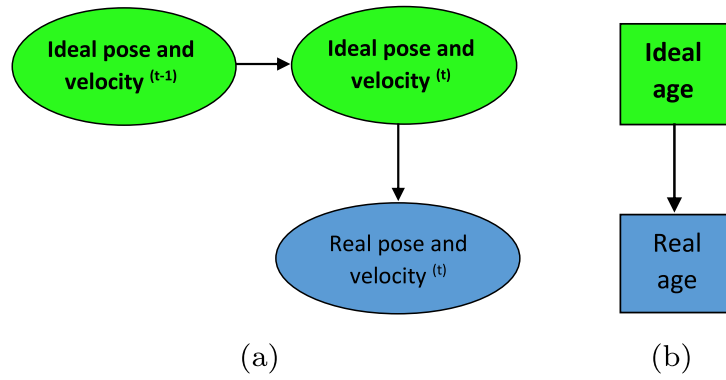 Ideal pose and
velocity (t-1)
Ideal pose and
velocity (t)
Real pose and
velocity (t)
(a)
Ideal
age
Real
age
(b)